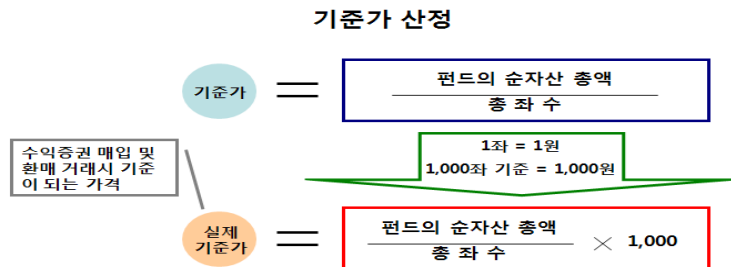 기준가 산정
기준가
=
펀드의 순자산 총액
총 좌 수
1좌 = 1원
1,000좌 기준 = 1,000원
수익증권 매입 및
환매 거래시 기준
이 되는 가격
실제
기준가
=
펀드의 순자산 총액
총 좌 수
× 1,000